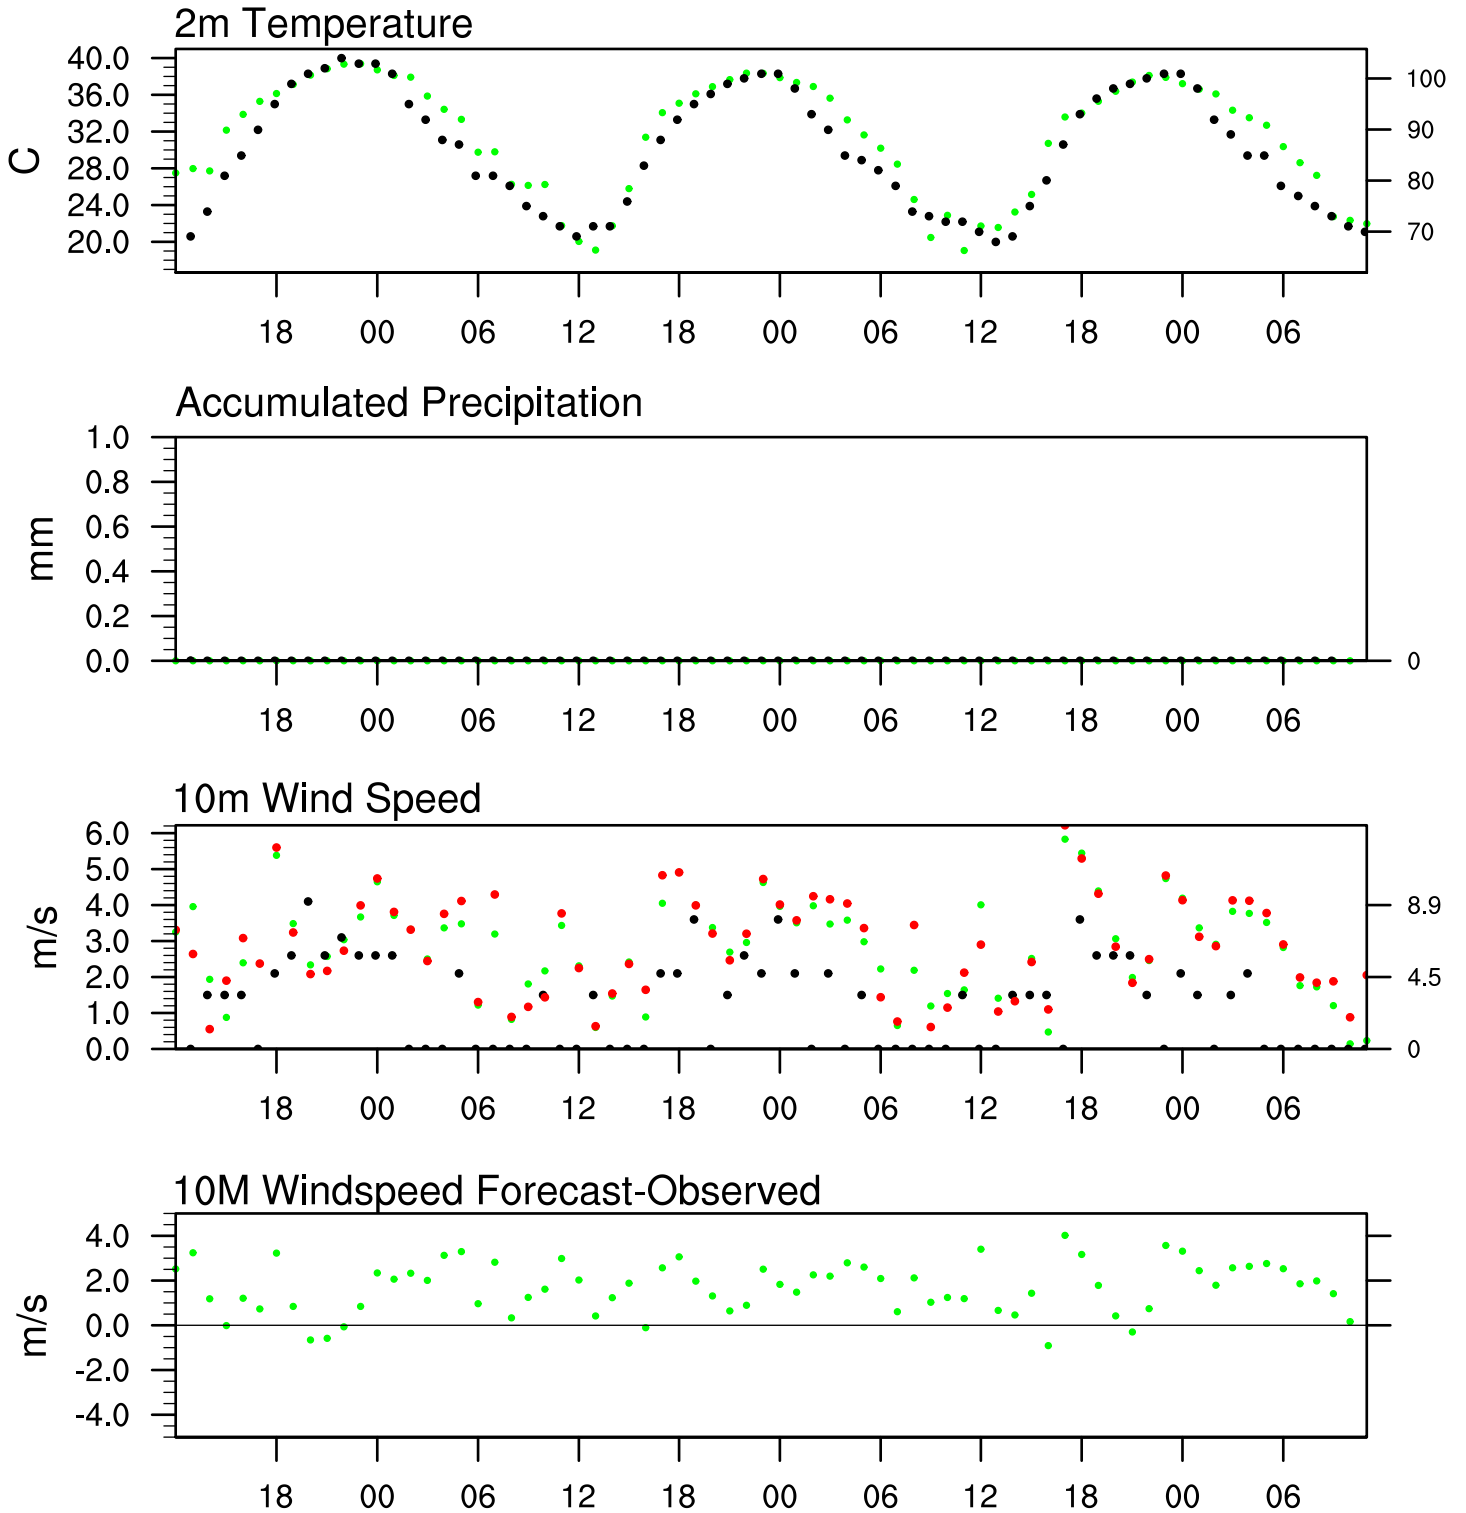 2m Temperature
40.0
36.0
32.0
28.0
24.0
20.0
C
100
90
80
70
18 00 06 12 18 00 06 12 18 00 06
Accumulated Precipitation
1.0
0.8
0.6
0.4
0.2
0.0
mm
0
18 00 06 12 18 00 06 12 18 00 06
10m Wind Speed
6.0
5.0
4.0
3.0
2.0
1.0
0.0
m/s
8.9
4.5
0
18 00 06 12 18 00 06 12 18 00 06
10M Windspeed Forecast-Observed
4.0
2.0
0.0
-2.0
-4.0
m/s
18 00 06 12 18 00 06 12 18 00 06